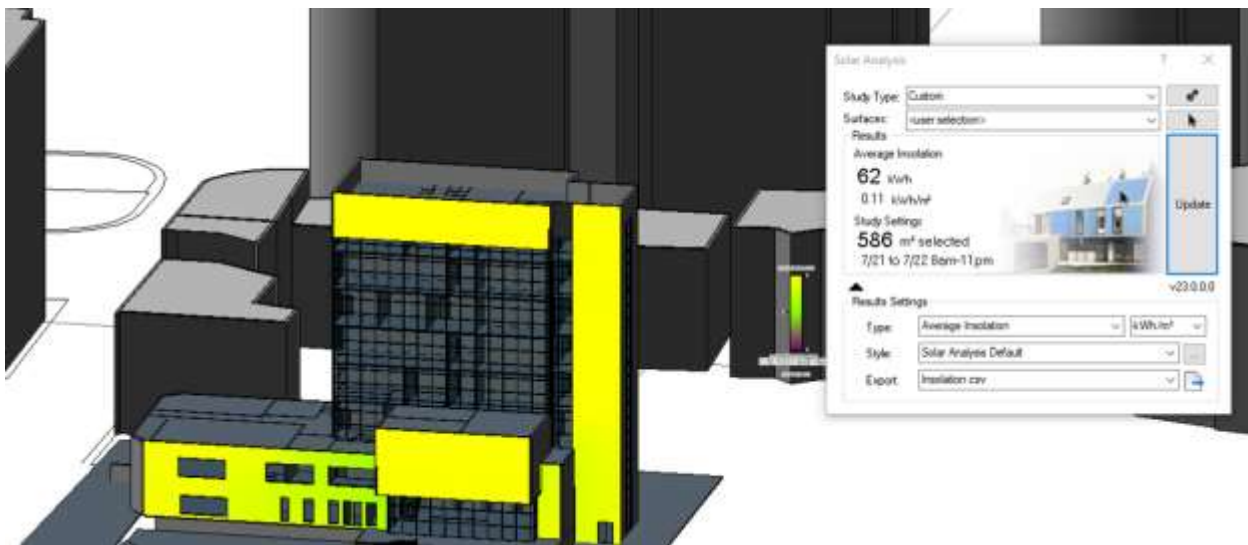 Solar Analysis ? ×
Study Type: Custom
Surfaces: <user selection>
Results
Average Insolation
62 kWh
0.11 kWh/m²
Update
Study Settings
586 m² selected
7/21 to 7/22 8am-11pm
v23.0.0.0
Results Settings
Type: Average Insolation kWh/m²
Style: Solar Analysis Default ...
Export: Insolation csv